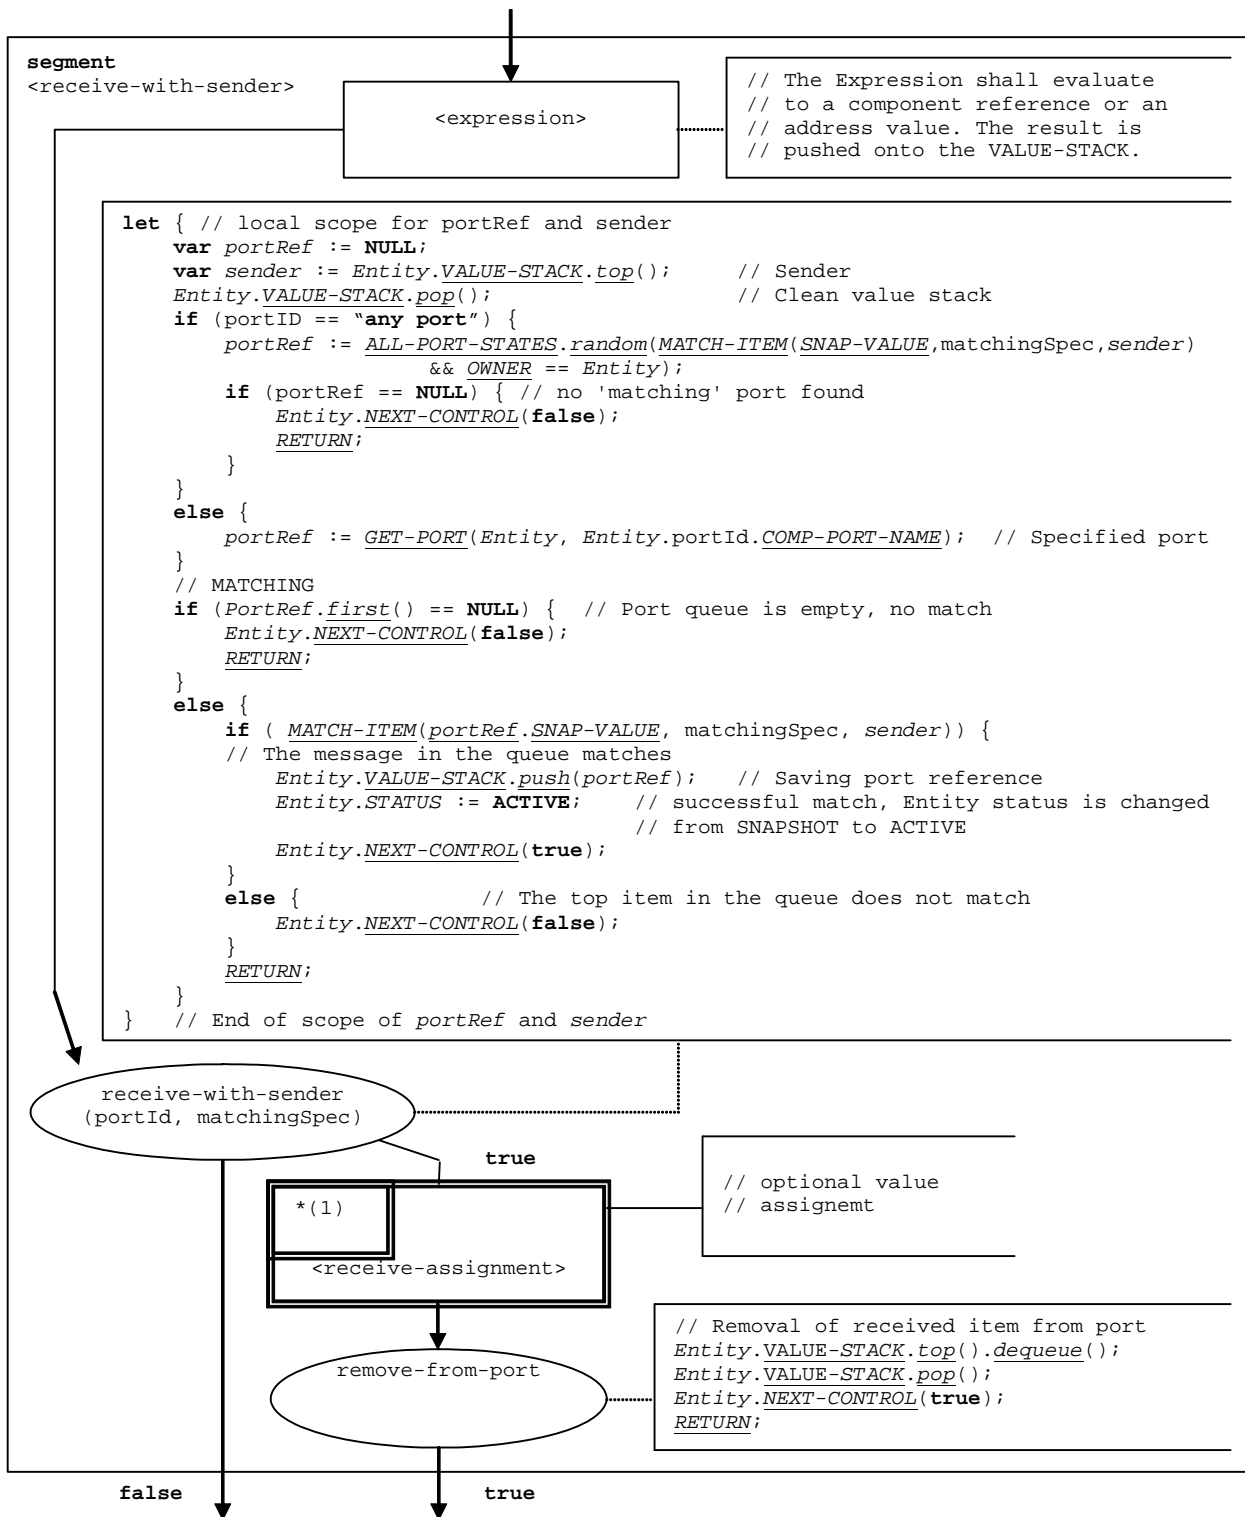 segment
<receive-with-sender>
<expression>
// The Expression shall evaluate
// to a component reference or an
// address value. The result is
// pushed onto the VALUE-STACK.
let { // local scope for portRef and sender
var portRef := NULL;
var sender := Entity.VALUE-STACK.top(); // Sender
Entity.VALUE-STACK.pop(); // Clean value stack
if (portID == “any port”) {
portRef := ALL-PORT-STATES.random(MATCH-ITEM(SNAP-VALUE,matchingSpec,sender)
&& OWNER == Entity);
if (portRef == NULL) { // no 'matching' port found
Entity.NEXT-CONTROL(false);
RETURN;
}
}
else {
portRef := GET-PORT(Entity, Entity.portId.COMP-PORT-NAME); // Specified port
}
// MATCHING
if (PortRef.first() == NULL) { // Port queue is empty, no match
Entity.NEXT-CONTROL(false);
RETURN;
}
else {
if ( MATCH-ITEM(portRef.SNAP-VALUE, matchingSpec, sender)) {
// The message in the queue matches
Entity.VALUE-STACK.push(portRef); // Saving port reference
Entity.STATUS := ACTIVE; // successful match, Entity status is changed
// from SNAPSHOT to ACTIVE
Entity.NEXT-CONTROL(true);
}
else { // The top item in the queue does not match
Entity.NEXT-CONTROL(false);
}
RETURN;
}
} // End of scope of portRef and sender
receive-with-sender
(portId, matchingSpec)
true
*(1)
<receive-assignment>
// optional value
// assignemt
remove-from-port
// Removal of received item from port
Entity.VALUE-STACK.top().dequeue();
Entity.VALUE-STACK.pop();
Entity.NEXT-CONTROL(true);
RETURN;
false
true